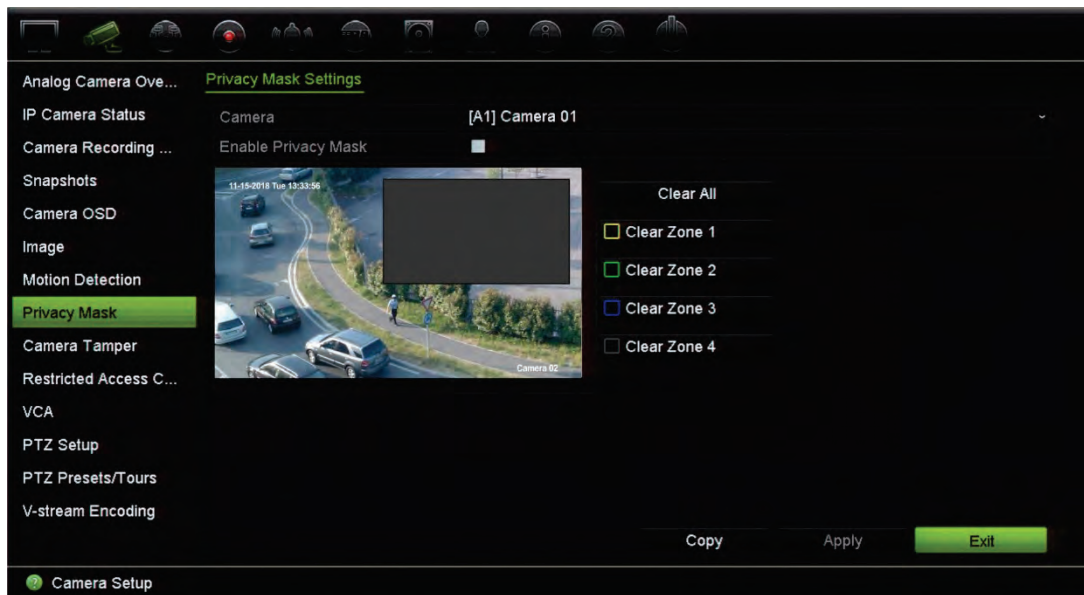 Analog Camera Ove...
Privacy Mask Settings
IP Camera Status
Camera
[A1] Camera 01
Camera Recording ...
Enable Privacy Mask
Snapshots
11-15-2018 Tue 13:33:56
Clear All
Camera OSD
Clear Zone 1
Image
Motion Detection
Clear Zone 2
Privacy Mask
Clear Zone 3
Camera Tamper
Clear Zone 4
Camera 02
Restricted Access C...
VCA
PTZ Setup
PTZ Presets/Tours
V-stream Encoding
Copy
Apply
Exit
Camera Setup